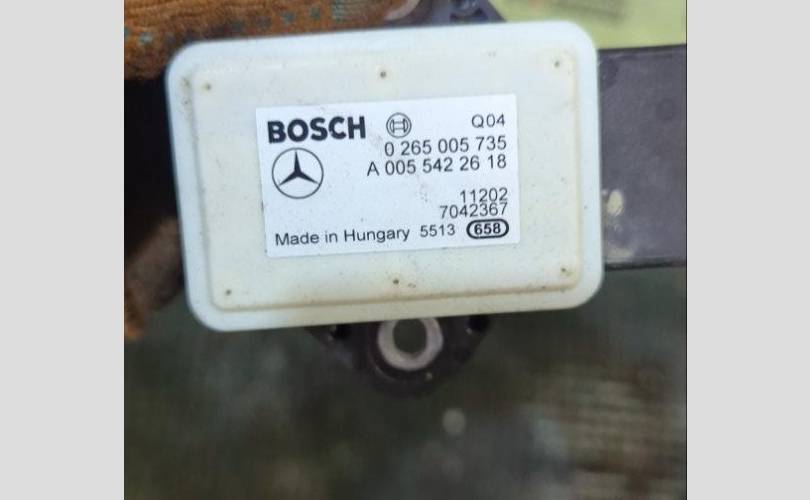 BOSCH
Q04
0 265 005 735
A 005 542 26 18
11202
7042367
Made in Hungary 5513 658